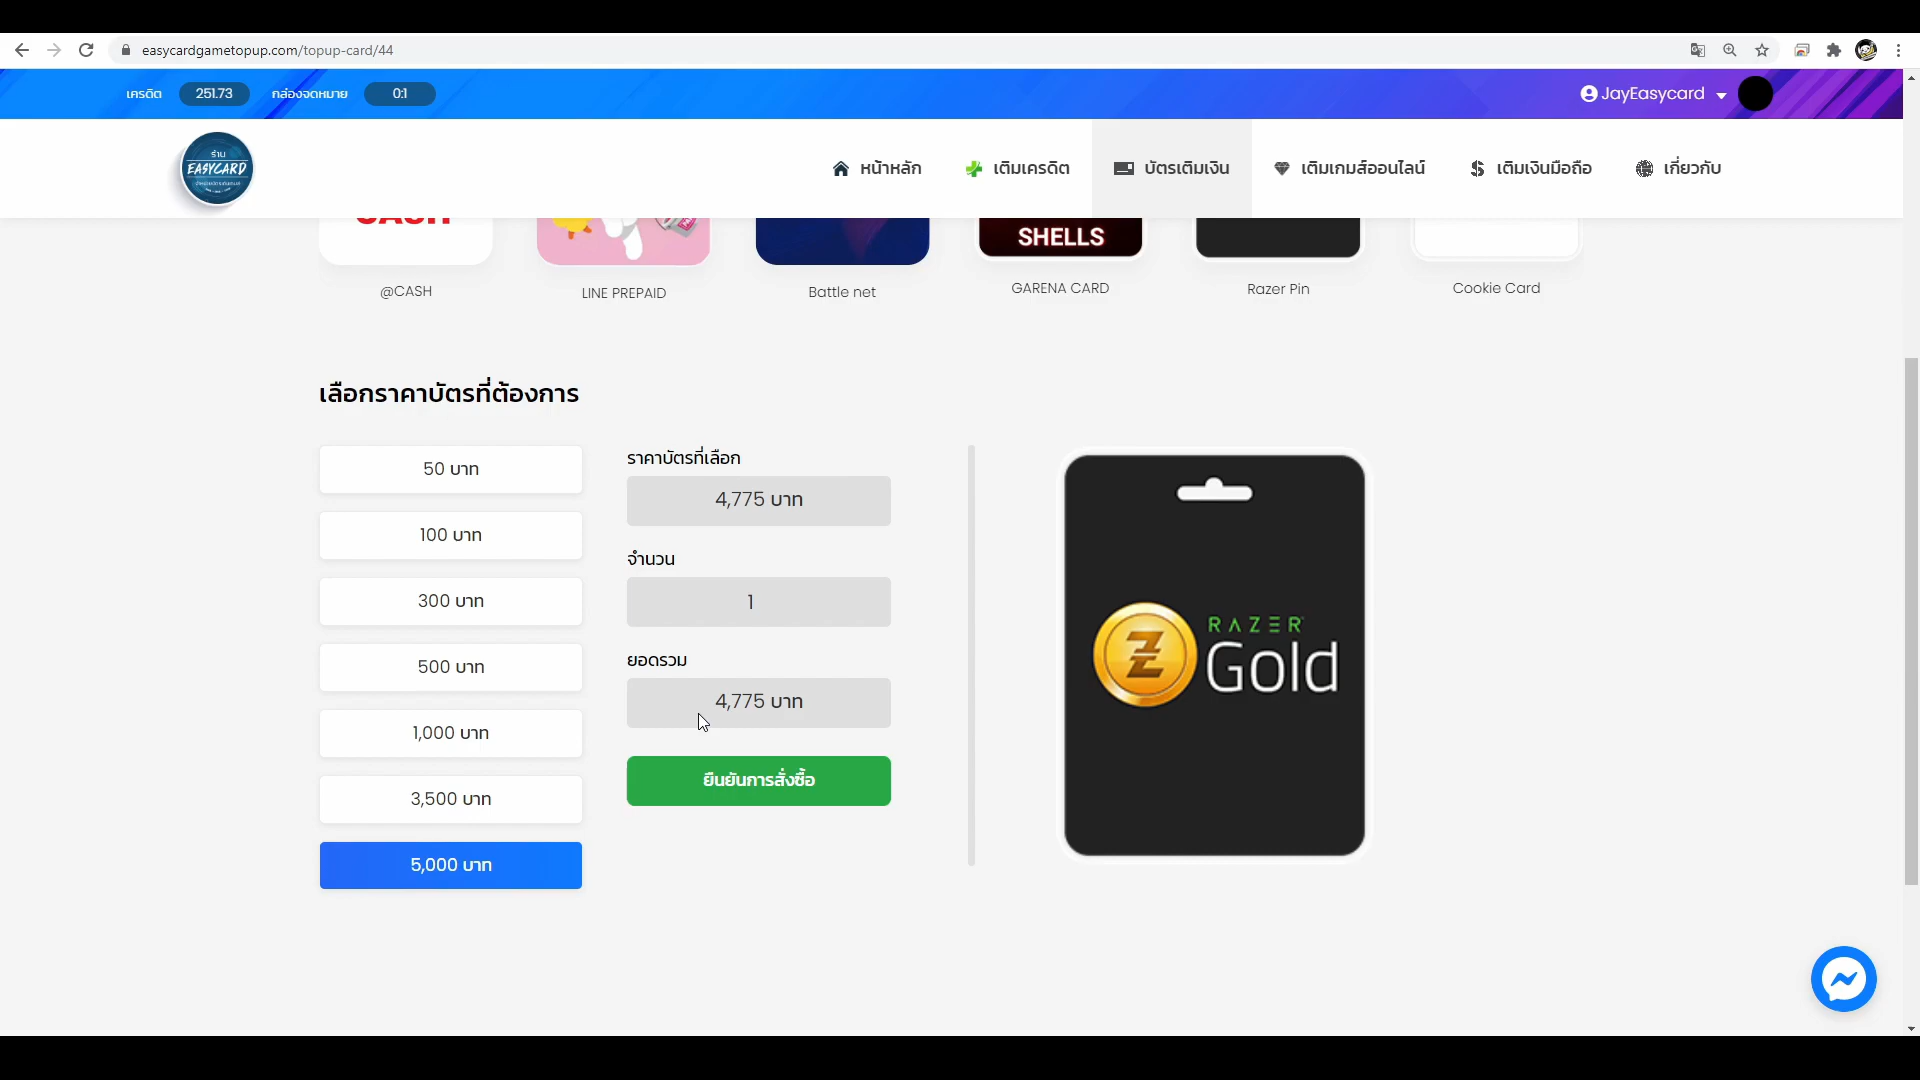 easycardgametopup.com/topup-card/44
เครดิต 251.73 กล่องจดหมาย 0:1 JayEasycard
ร้าน
EASYCARD
หน้าหลัก เติมเครดิต บัตรเติมเงิน เติมเกมส์ออนไลน์ เติมเงินมือถือ เกี่ยวกับ
CASH
SHELLS
@CASH LINE PREPAID Battle net GARENA CARD Razer Pin Cookie Card
เลือกราคาบัตรที่ต้องการ
50 บาท
100 บาท
300 บาท
500 บาท
1,000 บาท
3,500 บาท
5,000 บาท
ราคาบัตรที่เลือก
4,775 บาท
จำนวน
1
ยอดรวม
4,775 บาท
ยืนยันการสั่งซื้อ
RAZER
Gold